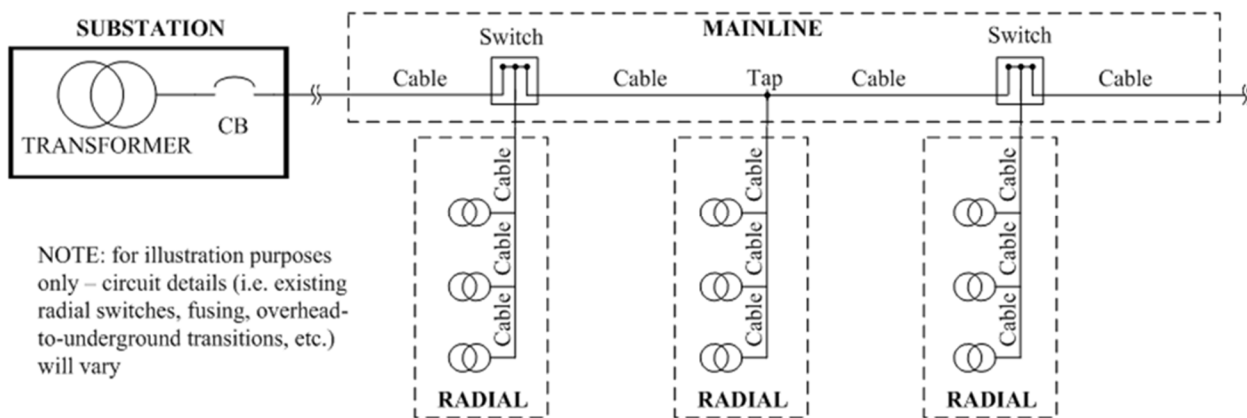 SUBSTATION
TRANSFORMER
CB
MAINLINE
Switch
Switch
Cable
Cable
Tap
Cable
Cable
Cable
Cable
Cable
RADIAL
Cable
Cable
Cable
RADIAL
Cable
Cable
Cable
RADIAL
NOTE: for illustration purposes
only – circuit details (i.e. existing
radial switches, fusing, overhead-
to-underground transitions, etc.)
will vary